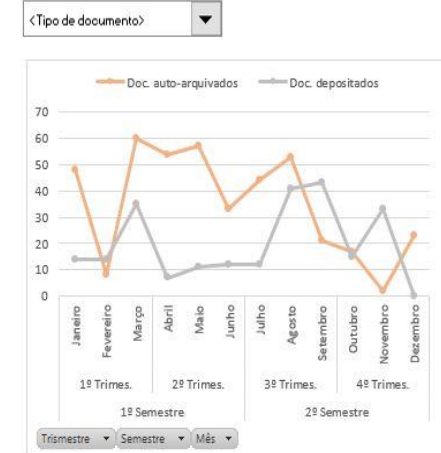 <Tipo de documento>
Doc. auto-arquivados Doc. depositados
70
60
50
40
30
20
10
0
Janeiro Fevereiro Março Abril Maio Junho Julho Agosto Setembro Outubro Novembro Dezembro
1º Trimes. 2º Trimes. 3º Trimes. 4º Trimes.
1º Semestre 2º Semestre
Trismestre Semestre Mês